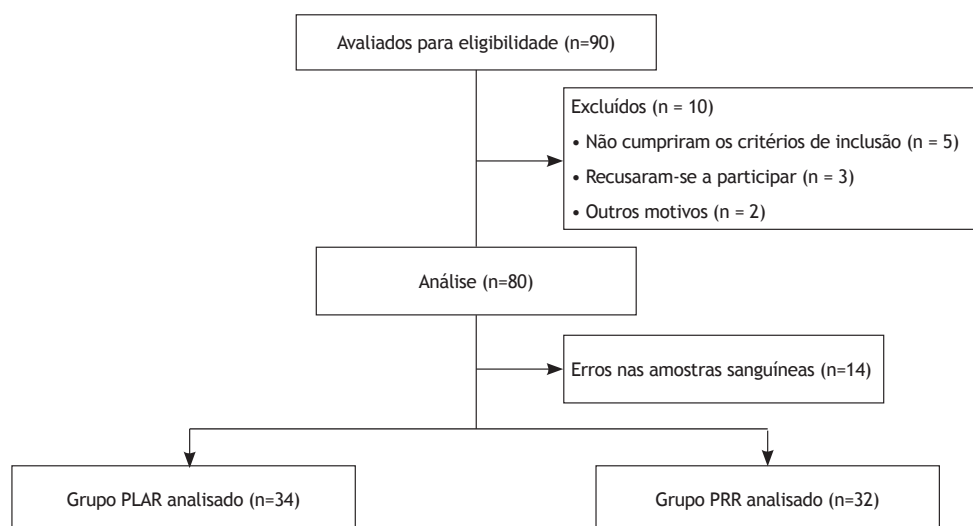 Avaliados para eligibilidade (n=90)
Excluídos (n = 10)
• Não cumpriram os critérios de inclusão (n = 5)
• Recusaram-se a participar (n = 3)
• Outros motivos (n = 2)
Análise (n=80)
Erros nas amostras sanguíneas (n=14)
Grupo PLAR analisado (n=34)
Grupo PRR analisado (n=32)